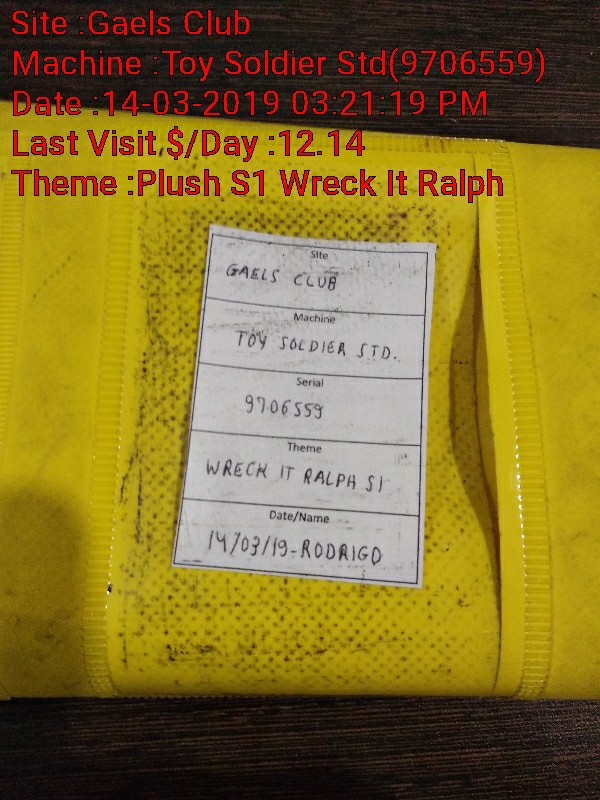 Site :Gaels Club
Machine :Toy Soldier Std(9706559)
Date :14-03-2019 03:21:19 PM
Last Visit $/Day :12.14
Theme :Plush S1 Wreck It Ralph
Site
GAELS CLUB
Machine
TOY SOLDIER STD.
Serial
9706559
Theme
WRECK IT RALPH S1
Date/Name
14/03/19-RODRIGO